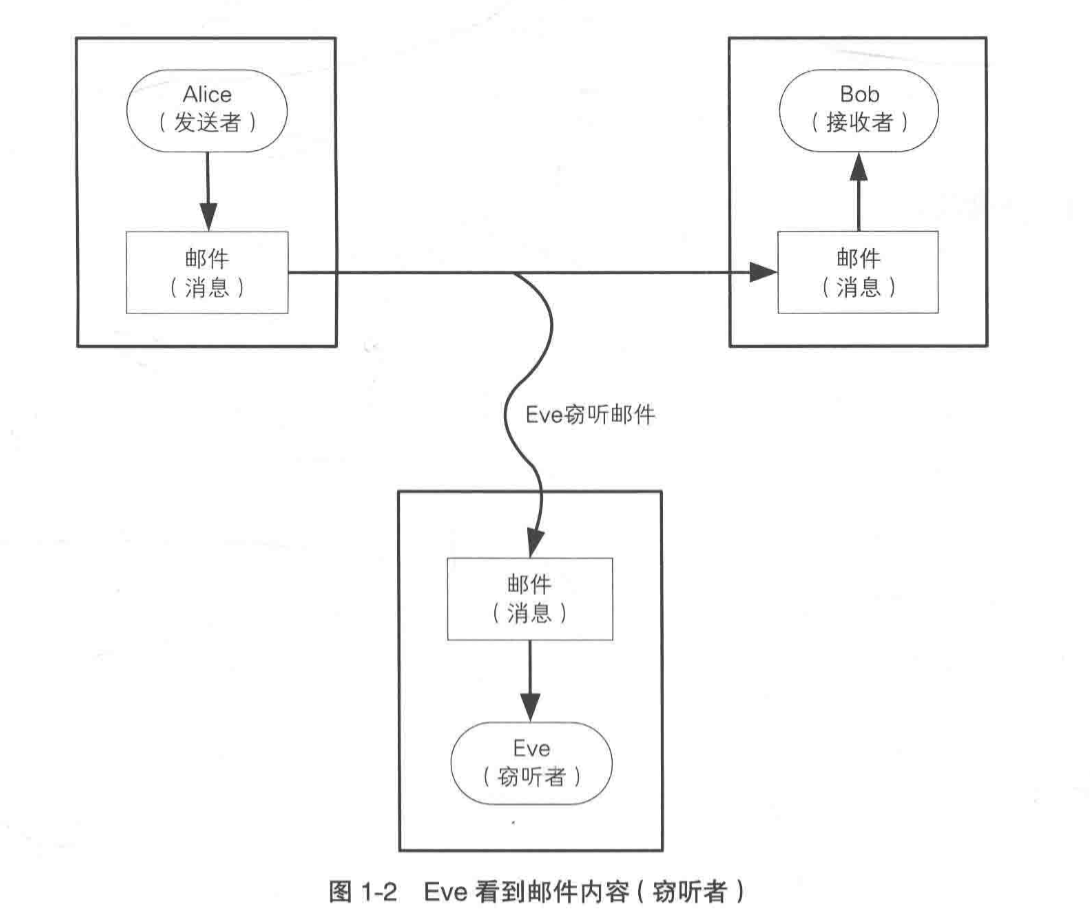 Alice
（发送者）
邮件
（消息）
Bob
（接收者）
邮件
（消息）
Eve窃听邮件
邮件
（消息）
Eve
（窃听者）
图 1-2 Eve 看到邮件内容（窃听者）